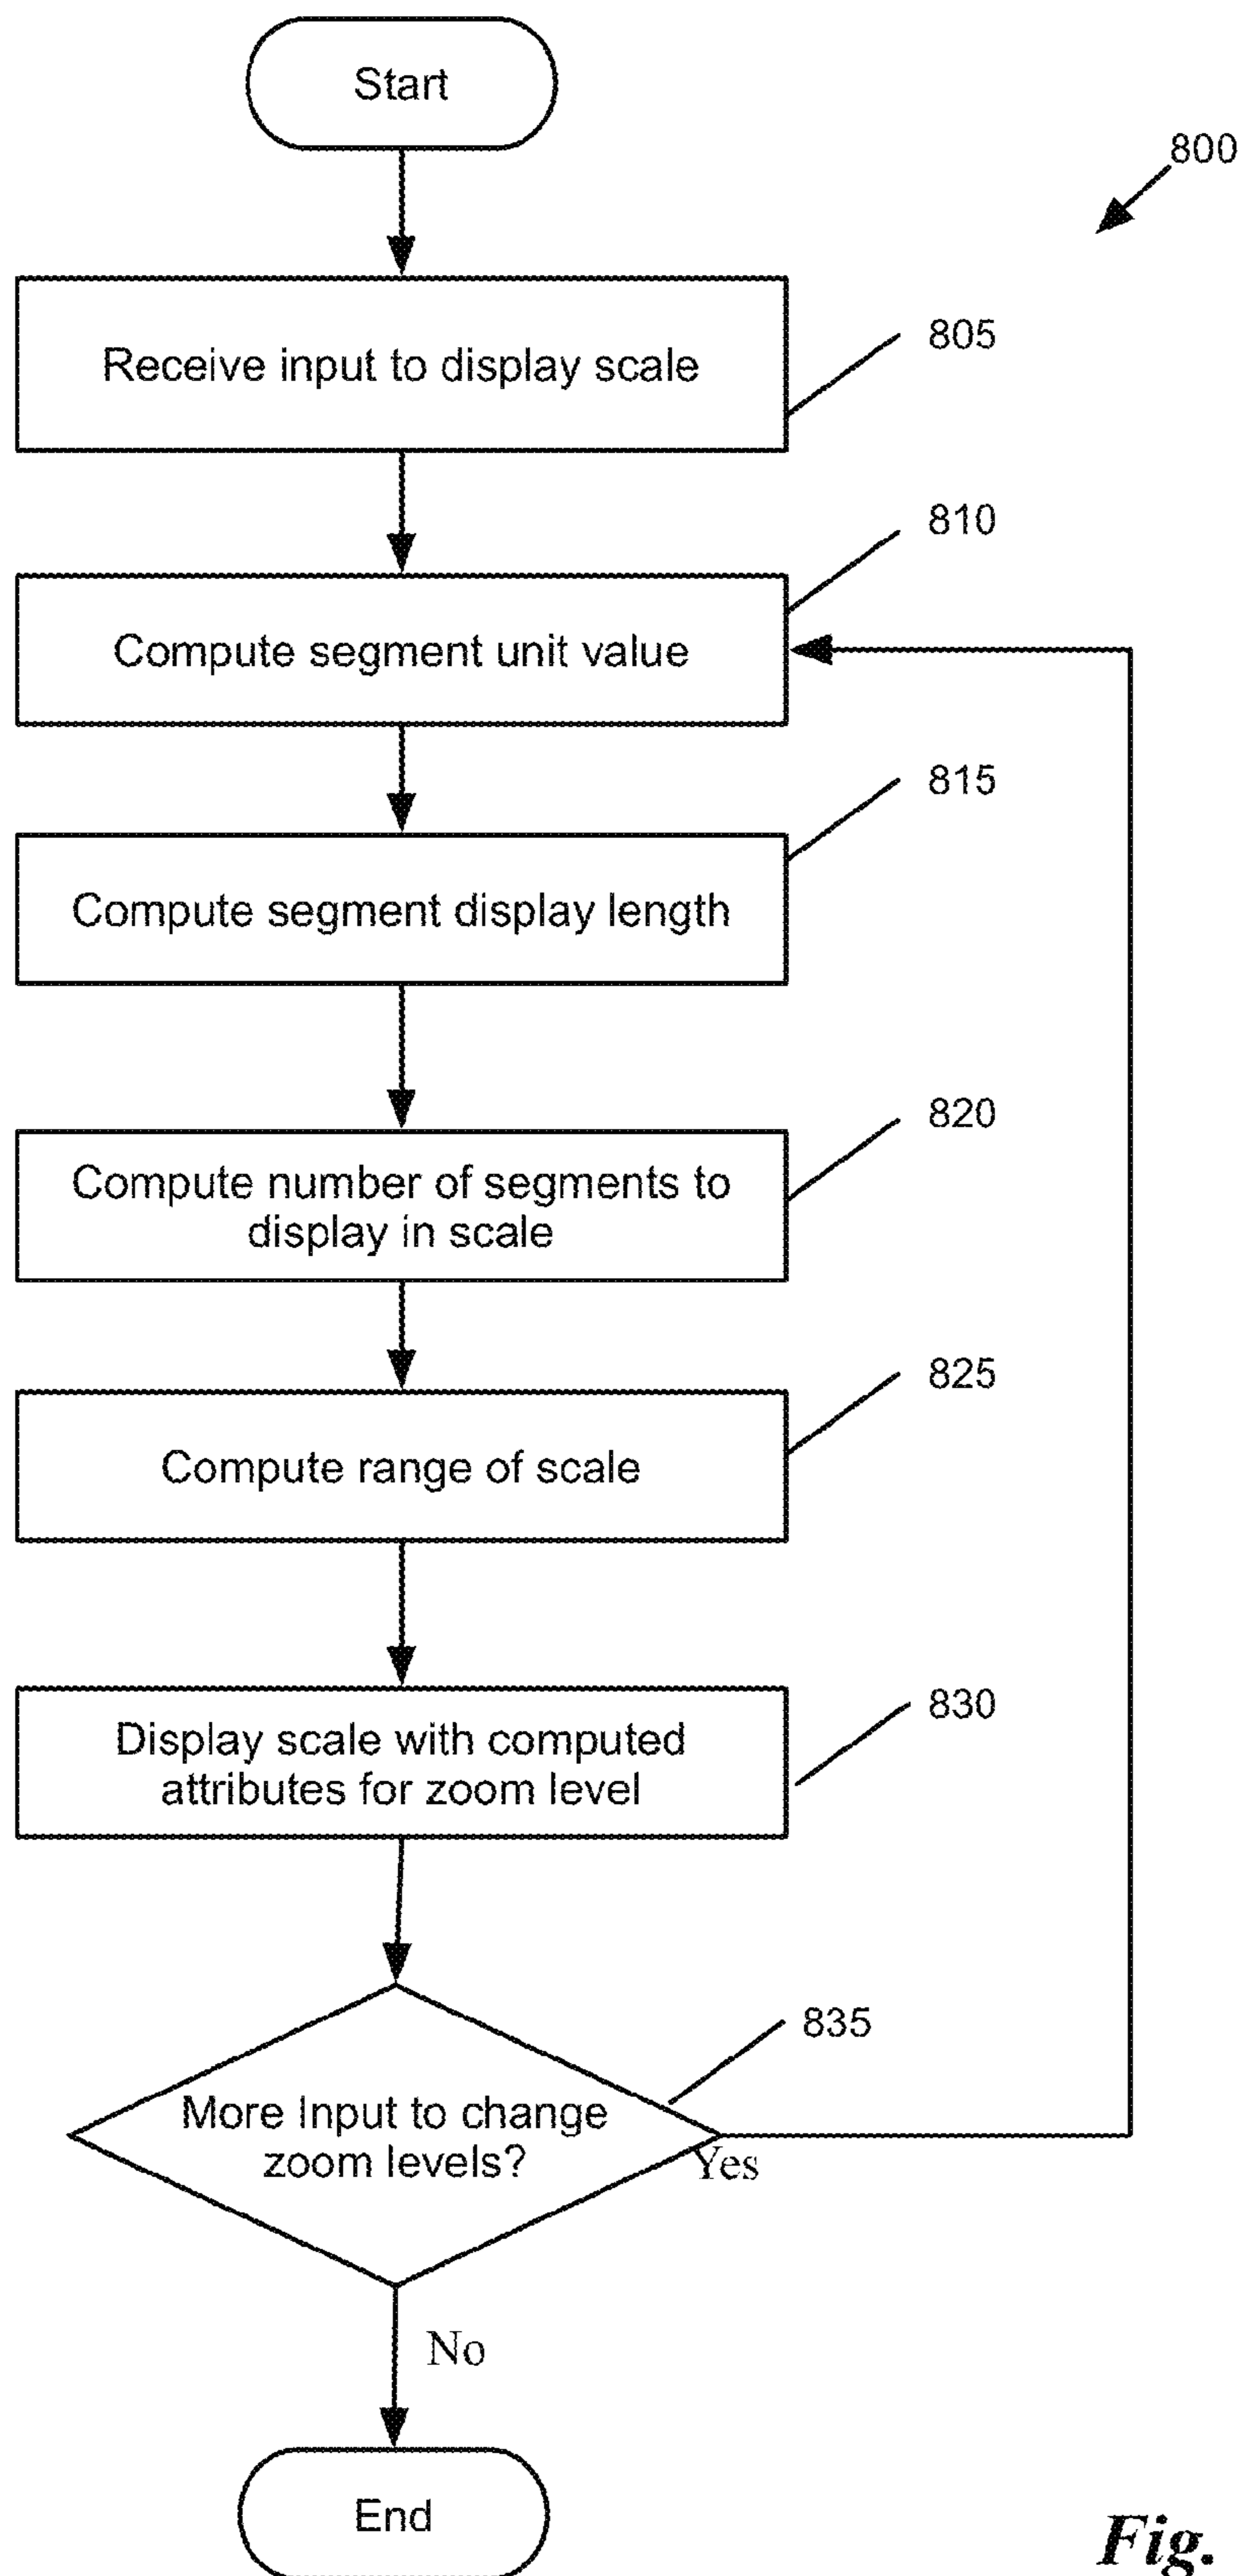 Start
800
Receive input to display scale
805
810
Compute segment unit value
815
Compute segment display length
820
Compute number of segments to
display in scale
825
Compute range of scale
830
Display scale with computed
attributes for zoom level
835
More Input to change
zoom levels?
Yes
No
End
Fig.